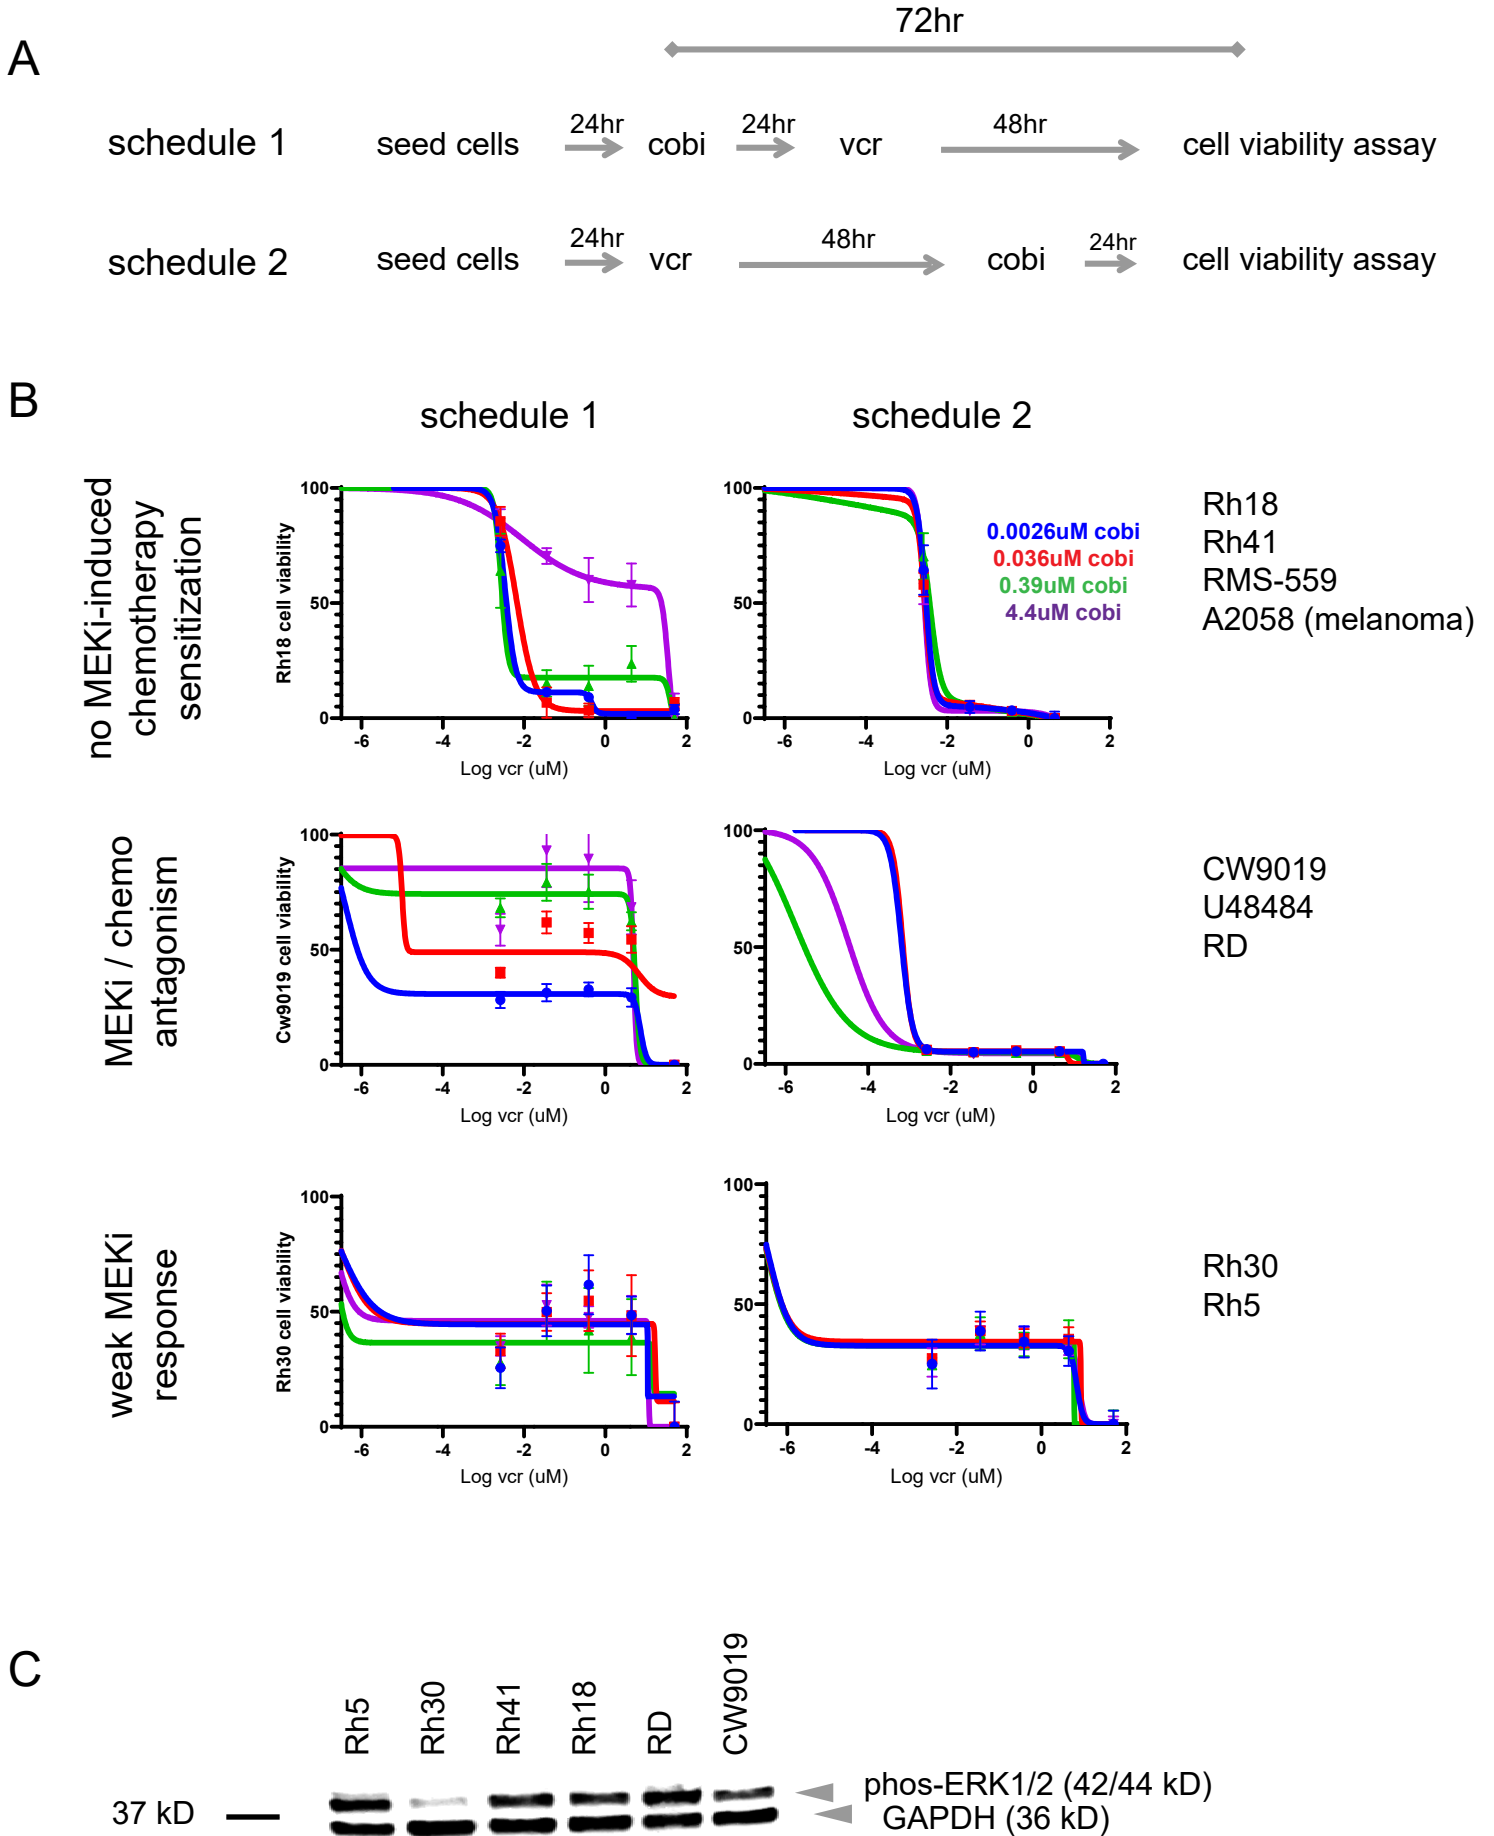 A
72hr
schedule 1
seed cells
24hr
cobi
24hr
vcr
48hr
cell viability assay
schedule 2
seed cells
24hr
vcr
48hr
cobi
24hr
cell viability assay
B
schedule 1
schedule 2
no MEKi-induced
chemotherapy
sensitization
Rh18 cell viability
100
50
0
-6 -4 -2 0 2
Log vcr (uM)
100
50
0
-6 -4 -2 0 2
Log vcr (uM)
0.0026uM cobi
0.036uM cobi
0.39uM cobi
4.4uM cobi
Rh18
Rh41
RMS-559
A2058 (melanoma)
MEKi / chemo
antagonism
Cw9019 cell viability
100
50
0
-6 -4 -2 0 2
Log vcr (uM)
100
50
0
-6 -4 -2 0 2
Log vcr (uM)
CW9019
U48484
RD
weak MEKi
response
Rh30 cell viability
100
50
0
-6 -4 -2 0 2
Log vcr (uM)
100
50
0
-6 -4 -2 0 2
Log vcr (uM)
Rh30
Rh5
C
Rh5
Rh30
Rh41
Rh18
RD
CW9019
37 kD
phos-ERK1/2 (42/44 kD)
GAPDH (36 kD)